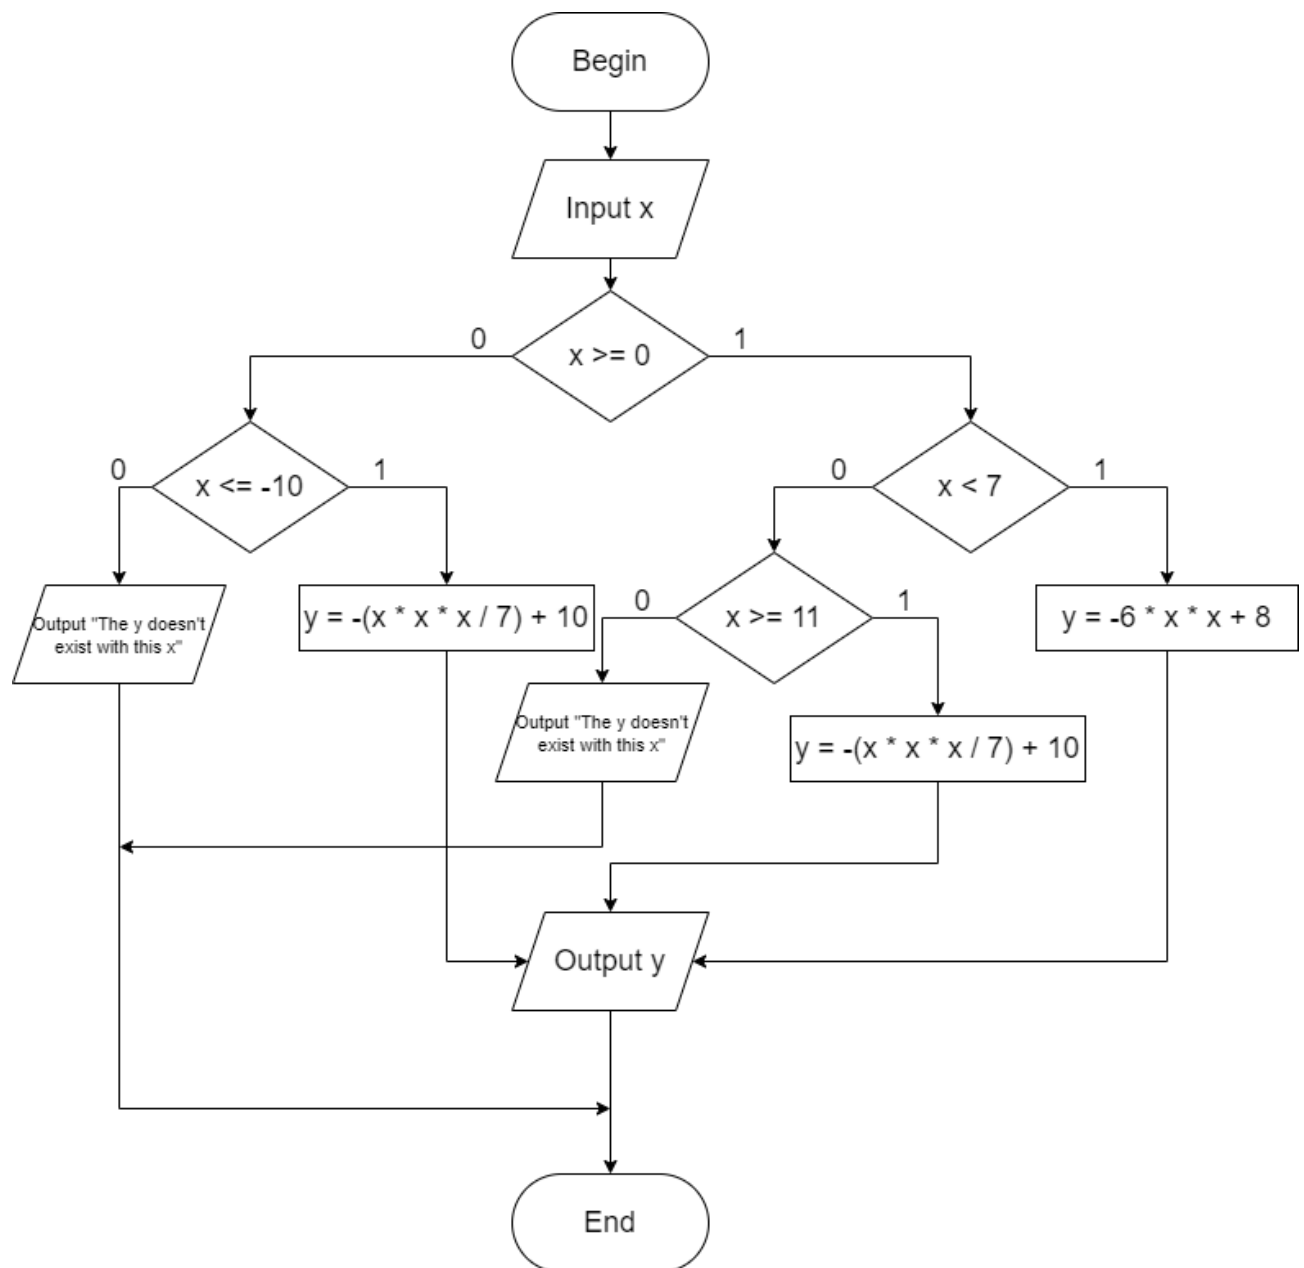 Begin
Input x
0
x >= 0
1
0
x <= -10
1
0
x < 7
1
Output "The y doesn't
exist with this x"
y = -(x * x * x / 7) + 10
0
x >= 11
1
y = -6 * x * x + 8
Output "The y doesn't
exist with this x"
y = -(x * x * x / 7) + 10
Output y
End